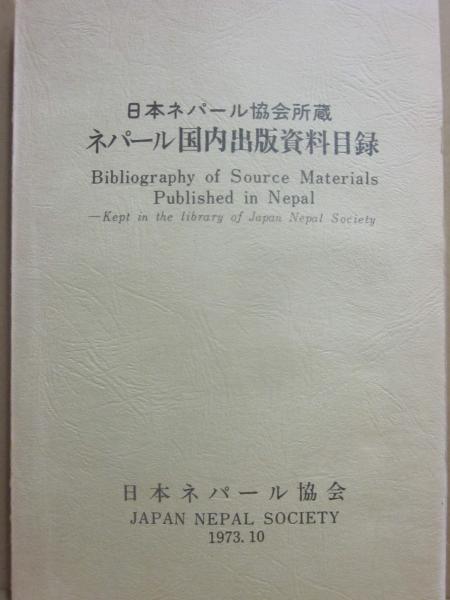 日本ネパール協会所蔵
ネパール国内出版資料目録
Bibliography of Source Materials
Published in Nepal
—Kept in the library of Japan Nepal Society
日本ネパール協会
JAPAN NEPAL SOCIETY
1973.10